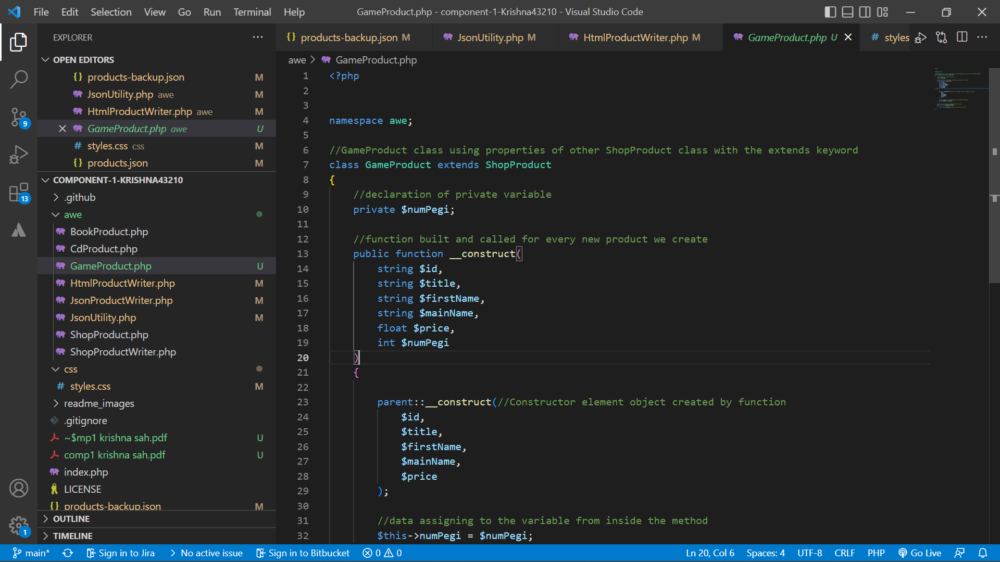 File Edit Selection View Go Run Terminal Help
GameProduct.php - component-1-Krishna43210 - Visual Studio Code
EXPLORER
OPEN EDITORS
{} products-backup.json M
JsonUtility.php awe M
HtmlProductWriter.php awe M
GameProduct.php awe U
# styles.css css M
{} products.json M
COMPONENT-1-KRISHNA43210
.github
awe
BookProduct.php
CdProduct.php
GameProduct.php U
HtmlProductWriter.php M
JsonProductWriter.php M
JsonUtility.php M
ShopProduct.php
ShopProductWriter.php
css
# styles.css M
readme_images
.gitignore
~$mp1 krishna sah.pdf U
comp1 krishna sah.pdf U
index.php
LICENSE
{} products-backup.json M
OUTLINE
TIMELINE
9
13
1
{} products-backup.json M JsonUtility.php M HtmlProductWriter.php M GameProduct.php U # styles
awe > GameProduct.php
1 <?php
2
3
4 namespace awe;
5
6 //GameProduct class using properties of other ShopProduct class with the extends keyword
7 class GameProduct extends ShopProduct
8 {
9 //declaration of private variable
10 private $numPegi;
11
12 //function built and called for every new product we create
13 public function __construct(
14 string $id,
15 string $title,
16 string $firstName,
17 string $mainName,
18 float $price,
19 int $numPegi
20 )
21 {
22
23 parent::__construct(//Constructor element object created by function
24 $id,
25 $title,
26 $firstName,
27 $mainName,
28 $price
29 );
30
31 //data assigning to the variable from inside the method
32 $this->numPegi = $numPegi;
main* Sign in to Jira No active issue Sign in to Bitbucket 0 0 Ln 20, Col 6 Spaces: 4 UTF-8 CRLF PHP Go Live